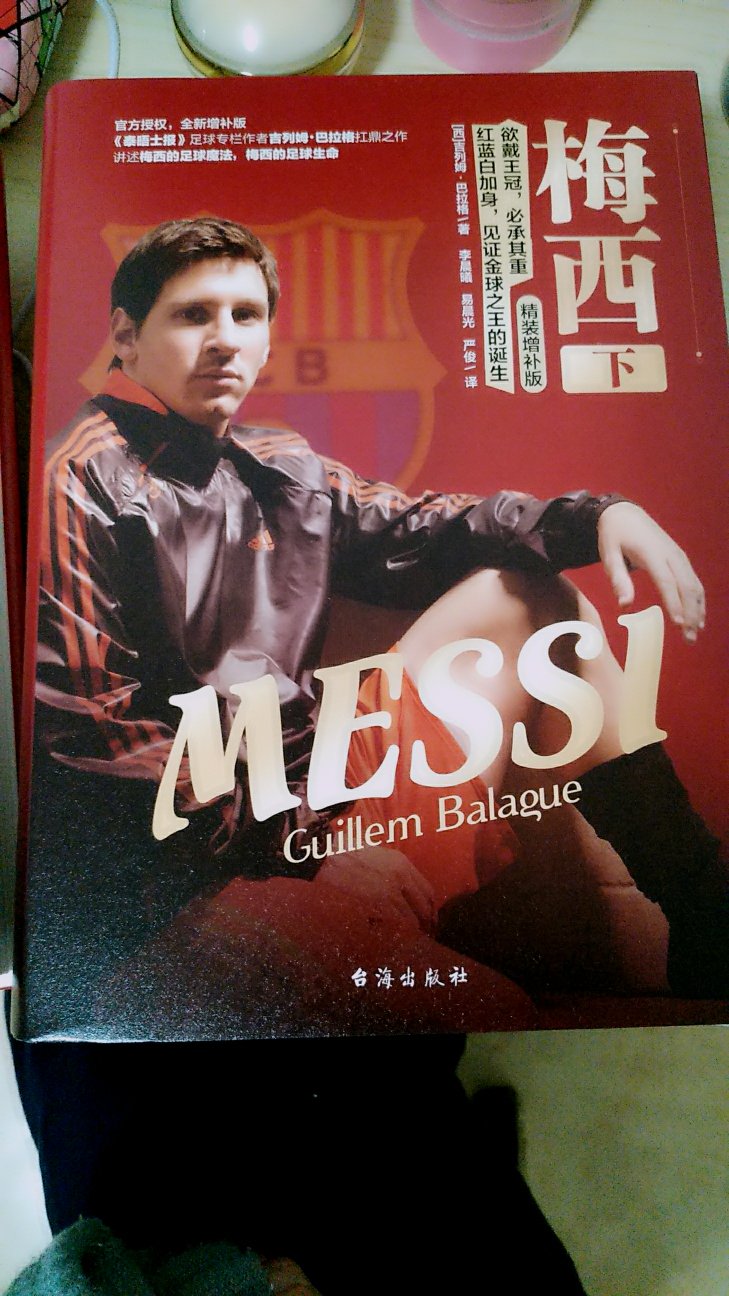 官方授权，全新增补版
《泰晤士报》足球专栏作者吉列姆·巴拉格扛鼎之作
讲述梅西的足球魔法，梅西的足球生命
梅西
下
精装增补版
欲戴王冠，必承其重
红蓝白加身，见证金球之王的诞生
[西]吉列姆·巴拉格/著 李晨曦 易晨光 严俊/译
B
MESSI
Guillem Balague
台海出版社